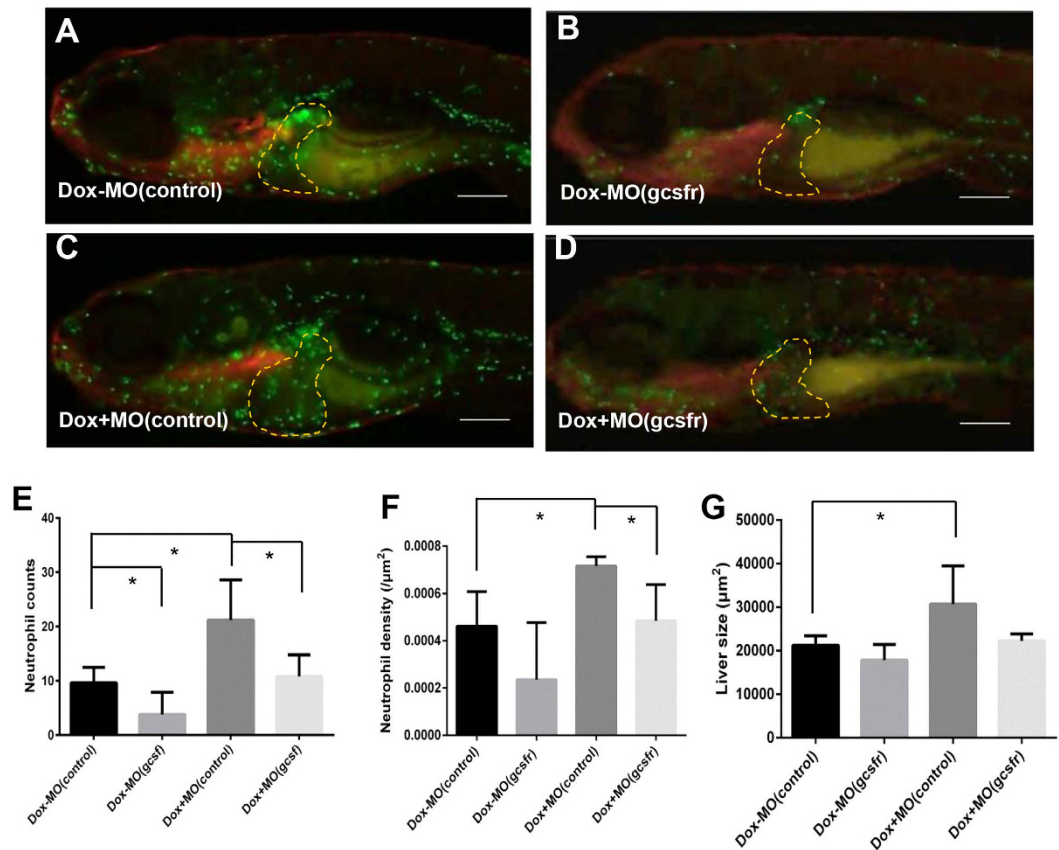 A
Dox-MO(control)
B
Dox-MO(gcsfr)
C
Dox+MO(control)
D
Dox+MO(gcsfr)
E
Neutrophil counts
40
30
20
10
0
*
*
*
Dox-MO(control)
Dox-MO(gcsf)
Dox+MO(control)
Dox+MO(gcsf)
F
Neutrophil density (/µm²)
0.0008
0.0006
0.0004
0.0002
0.0000
*
*
Dox-MO(control)
Dox-MO(gcsfr)
Dox+MO(control)
Dox+MO(gcsfr)
G
Liver size (µm²)
50000
40000
30000
20000
10000
0
*
Dox-MO(control)
Dox-MO(gcsfr)
Dox+MO(control)
Dox+MO(gcsfr)